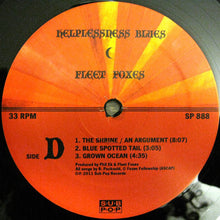 HELPLESSNESS BLUES
FLEET FOXES
33 RPM
SP 888
SIDE D
1. THE SHRINE / AN ARGUMENT (8:07)
2. BLUE SPOTTED TAIL (3:05)
3. GROWN OCEAN (4:35)
Produced by Phil Ek & Fleet Foxes
All songs by R. Pecknold, © Foxes Fellowship (ASCAP)
℗ 2011 Sub Pop Records
SUB
POP